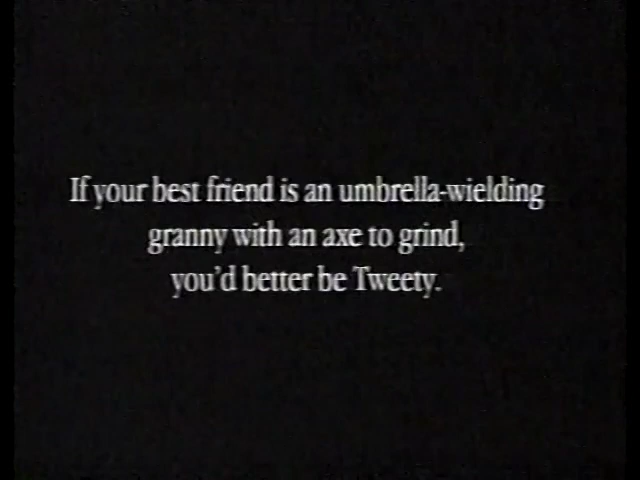 If your best friend is an umbrella-wielding
granny with an axe to grind,
you'd better be Tweety.